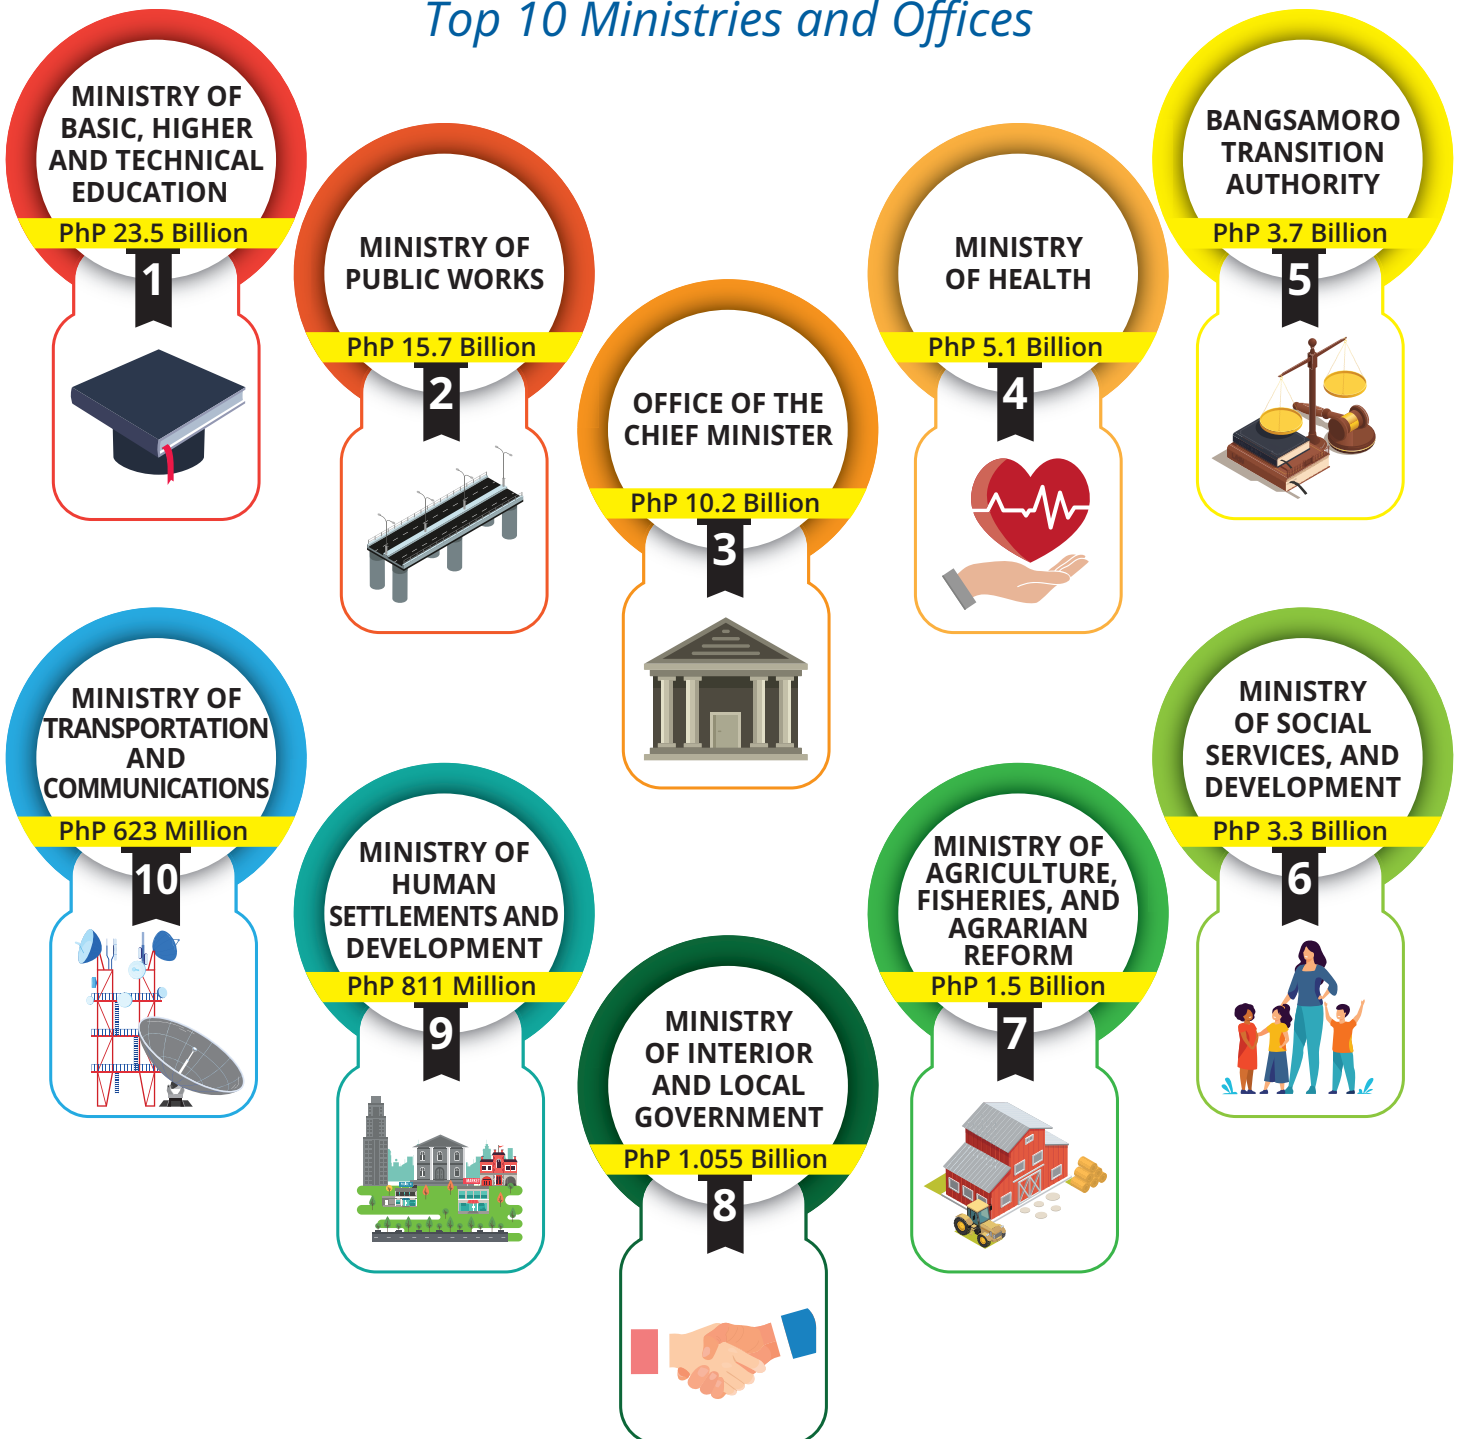 Top 10 Ministries and Offices
MINISTRY OF
BASIC, HIGHER
AND TECHNICAL
EDUCATION
PhP 23.5 Billion
1
MINISTRY OF
PUBLIC WORKS
PhP 15.7 Billion
2
OFFICE OF THE
CHIEF MINISTER
PhP 10.2 Billion
3
MINISTRY
OF HEALTH
PhP 5.1 Billion
4
BANGSAMORO
TRANSITION
AUTHORITY
PhP 3.7 Billion
5
MINISTRY
OF SOCIAL
SERVICES, AND
DEVELOPMENT
PhP 3.3 Billion
6
MINISTRY OF
AGRICULTURE,
FISHERIES, AND
AGRARIAN
REFORM
PhP 1.5 Billion
7
MINISTRY
OF INTERIOR
AND LOCAL
GOVERNMENT
PhP 1.055 Billion
8
MINISTRY OF
HUMAN
SETTLEMENTS AND
DEVELOPMENT
PhP 811 Million
9
MINISTRY OF
TRANSPORTATION
AND
COMMUNICATIONS
PhP 623 Million
10